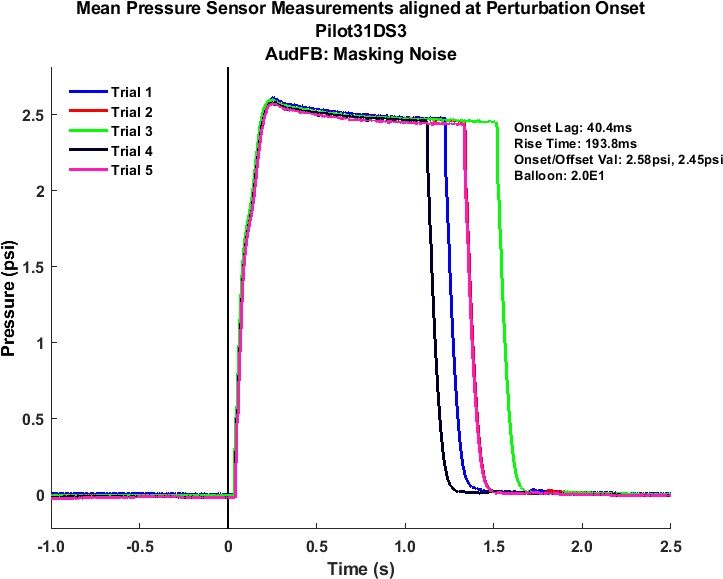 Mean Pressure Sensor Measurements aligned at Perturbation Onset
Pilot31DS3
AudFB: Masking Noise
Trial 1
Trial 2
Trial 3
Trial 4
Trial 5
Onset Lag: 40.4ms
Rise Time: 193.8ms
Onset/Offset Val: 2.58psi, 2.45psi
Balloon: 2.0E1
Pressure (psi)
2.5
2
1.5
1
0.5
0
-1.0 -0.5 0 0.5 1.0 1.5 2.0 2.5
Time (s)